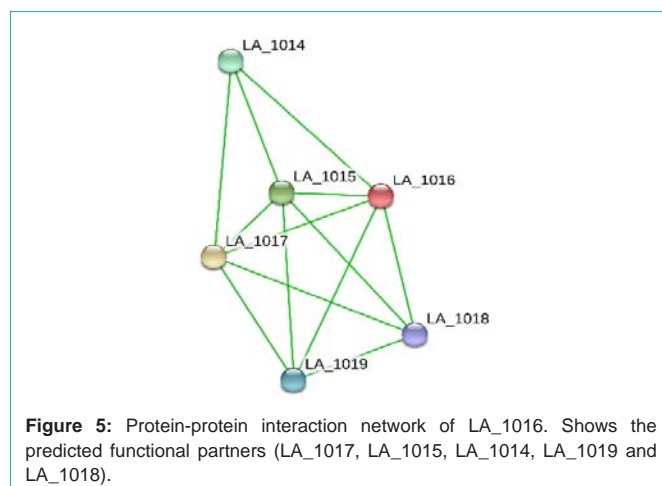 LA_1014
LA_1015
LA_1016
LA_1017
LA_1018
LA_1019
Figure 5: Protein-protein interaction network of LA_1016. Shows the
predicted functional partners (LA_1017, LA_1015, LA_1014, LA_1019 and
LA_1018).